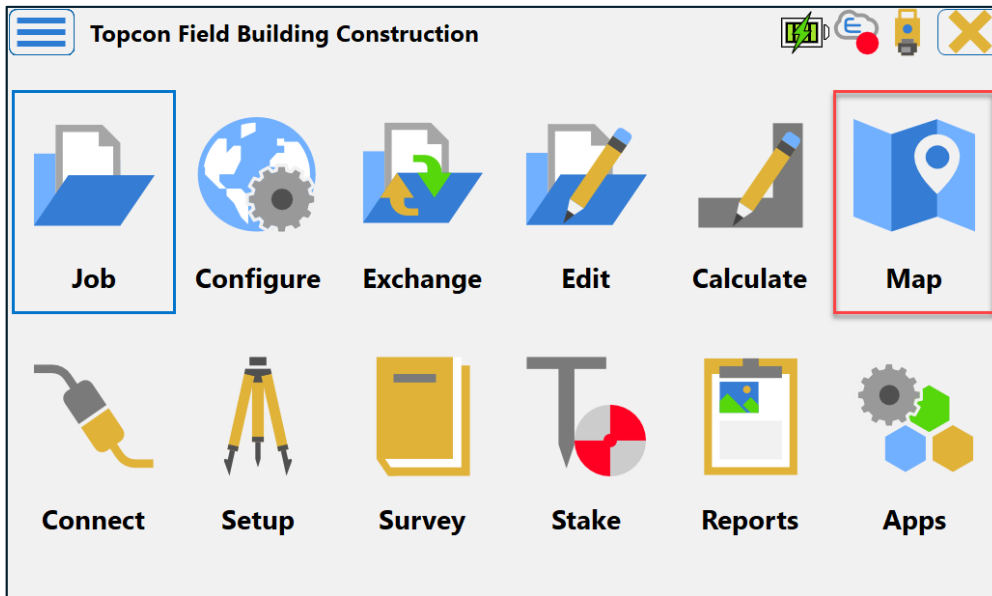 Topcon Field Building Construction
Job Configure Exchange Edit Calculate Map
Connect Setup Survey Stake Reports Apps